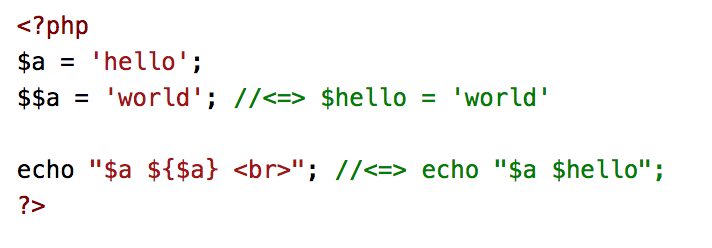 <?php
$a = 'hello';
$$a = 'world'; //<=> $hello = 'world'
echo "$a ${$a} <br>"; //<=> echo "$a $hello";
?>